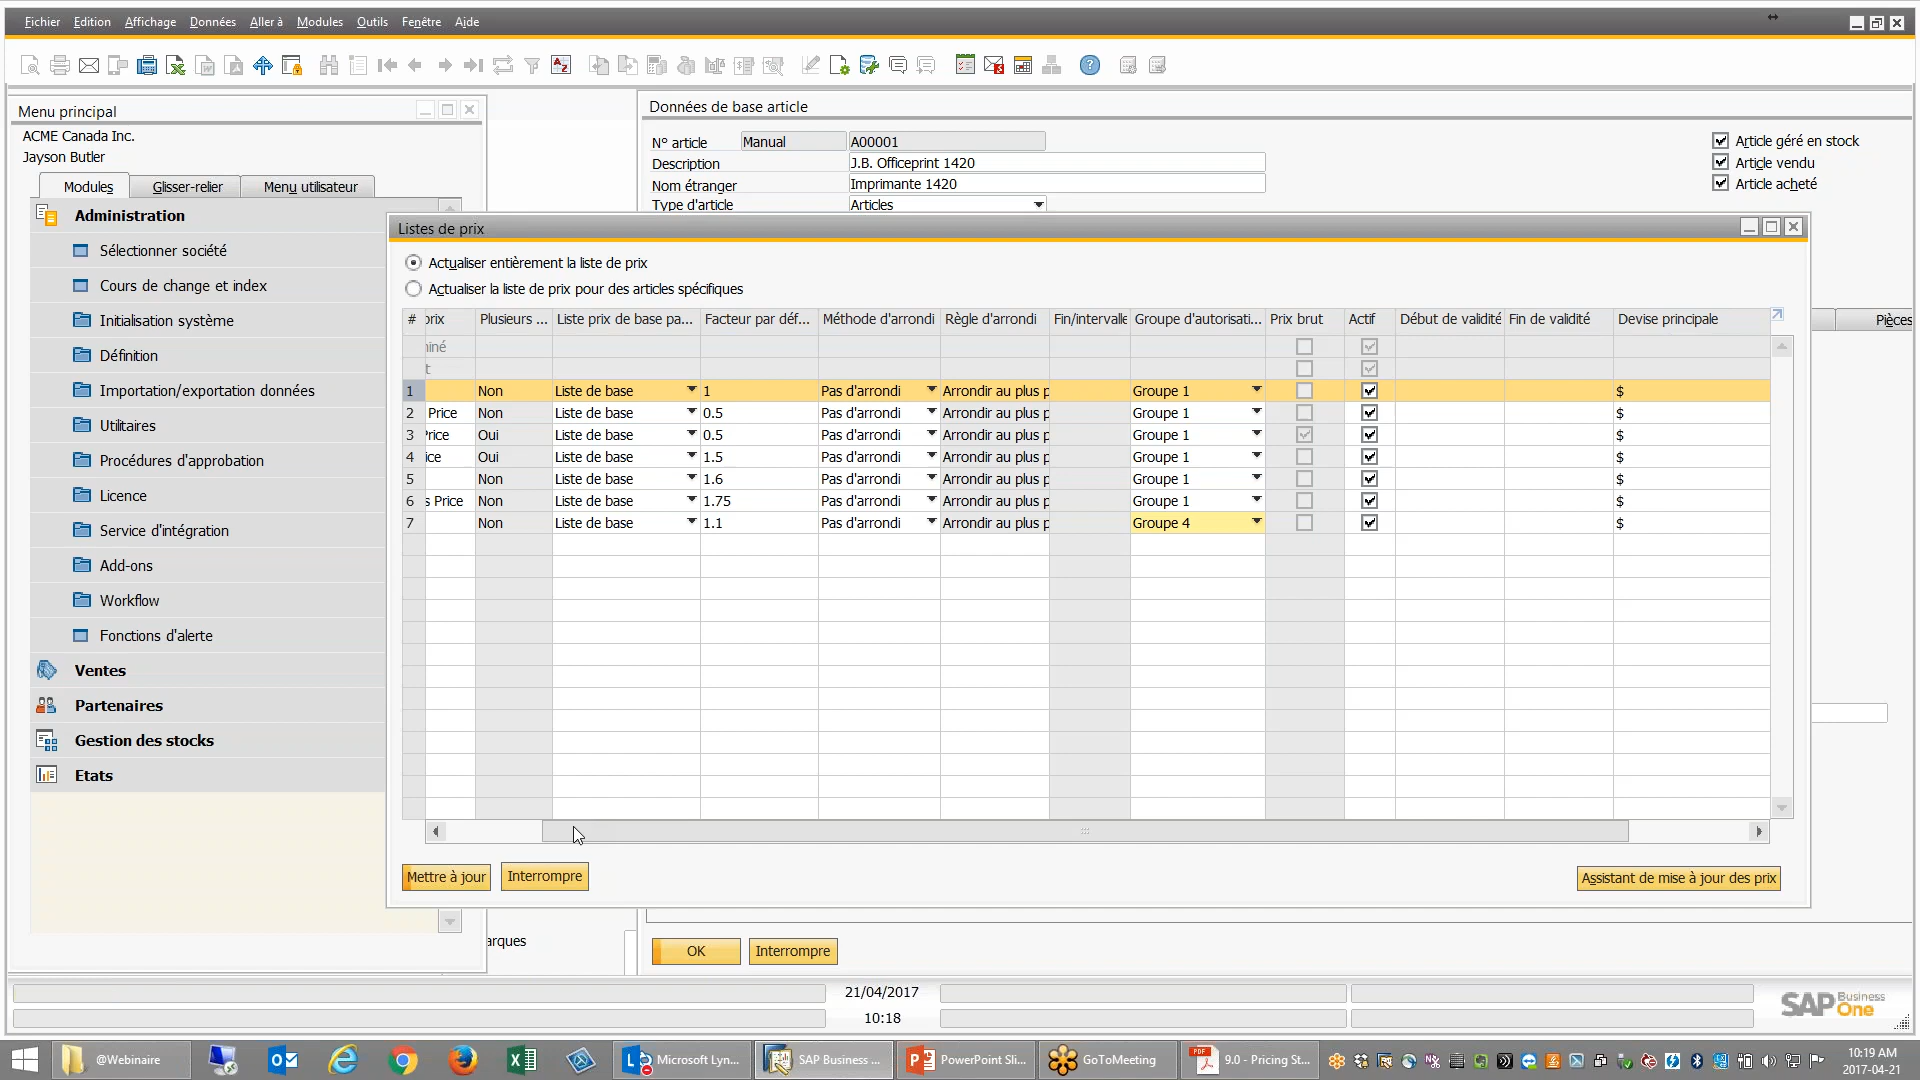 Fichier Edition Affichage Données Aller à Modules Outils Fenêtre Aide
Menu principal
ACME Canada Inc.
Jayson Butler
Modules Glisser-relier Menu utilisateur
Administration
Sélectionner société
Cours de change et index
Initialisation système
Définition
Importation/exportation données
Utilitaires
Procédures d'approbation
Licence
Service d'intégration
Add-ons
Workflow
Fonctions d'alerte
Ventes
Partenaires
Gestion des stocks
Etats
Données de base article
N° article Manual A00001
Description J.B. Officeprint 1420
Nom étranger Imprimante 1420
Type d'article Articles
Article géré en stock
Article vendu
Article acheté
Pièces
Listes de prix
Actualiser entièrement la liste de prix
Actualiser la liste de prix pour des articles spécifiques
# prix Plusieurs ... Liste prix de base pa... Facteur par déf... Méthode d'arrondi Règle d'arrondi Fin/intervalle Groupe d'autorisati... Prix brut Actif Début de validité Fin de validité Devise principale
iné
t
1 Non Liste de base 1 Pas d'arrondi Arrondir au plus p Groupe 1 $
2 Price Non Liste de base 0.5 Pas d'arrondi Arrondir au plus p Groupe 1 $
3 Price Oui Liste de base 0.5 Pas d'arrondi Arrondir au plus p Groupe 1 $
4 ice Oui Liste de base 1.5 Pas d'arrondi Arrondir au plus p Groupe 1 $
5 Non Liste de base 1.6 Pas d'arrondi Arrondir au plus p Groupe 1 $
6 s Price Non Liste de base 1.75 Pas d'arrondi Arrondir au plus p Groupe 1 $
7 Non Liste de base 1.1 Pas d'arrondi Arrondir au plus p Groupe 4 $
Mettre à jour Interrompre Assistant de mise à jour des prix
arques
OK Interrompre
21/04/2017
10:18
SAP Business One
@Webinaire Microsoft Lyn... SAP Business ... PowerPoint Sli... GoToMeeting 9.0 - Pricing St...
10:19 AM
2017-04-21